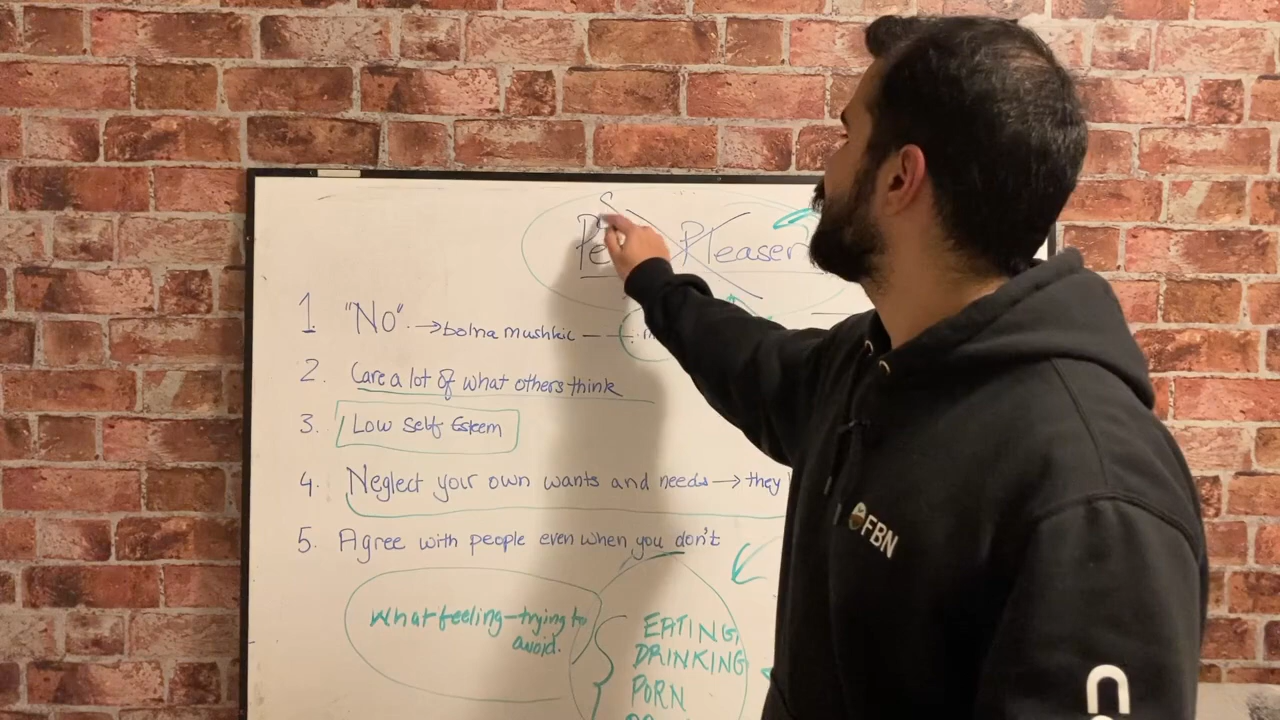 Pleaser
1 "No" → bolna mushkil
2. Care a lot of what others think
3. Low Self Esteem
4. Neglect your own wants and needs → they
5. Agree with people even when you don't
What feeling - trying to
avoid.
EATING
DRINKING
PORN
FBN